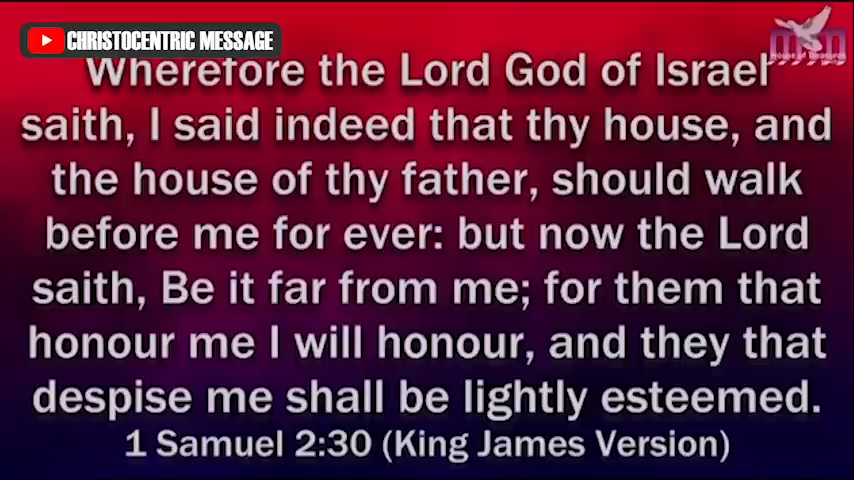 CHRISTOCENTRIC MESSAGE
House of Treasures
Wherefore the Lord God of Israel
saith, I said indeed that thy house, and
the house of thy father, should walk
before me for ever: but now the Lord
saith, Be it far from me; for them that
honour me I will honour, and they that
despise me shall be lightly esteemed.
1 Samuel 2:30 (King James Version)